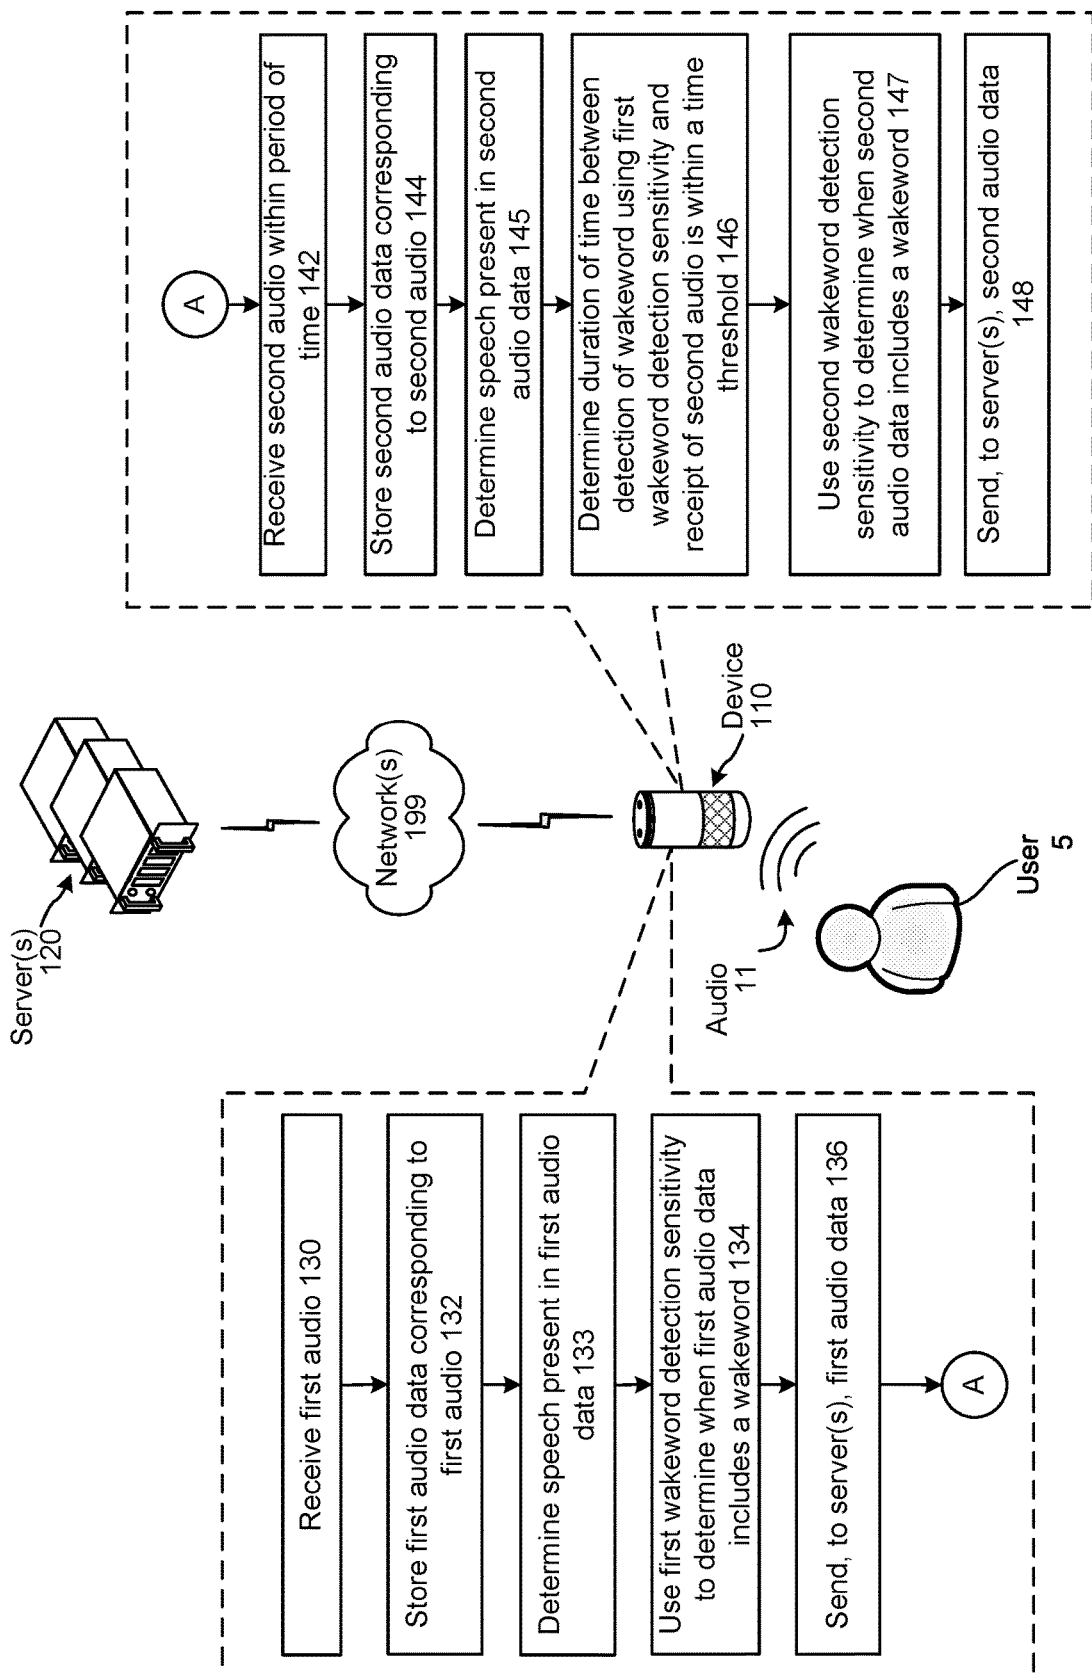 Server(s)
120
Network(s)
199
Device
110
Audio
11
User
5
Receive first audio 130
Store first audio data corresponding to
first audio 132
Determine speech present in first audio
data 133
Use first wakeword detection sensitivity
to determine when first audio data
includes a wakeword 134
Send, to server(s), first audio data 136
A
A
Receive second audio within period of
time 142
Store second audio data corresponding
to second audio 144
Determine speech present in second
audio data 145
Determine duration of time between
detection of wakeword using first
wakeword detection sensitivity and
receipt of second audio is within a time
threshold 146
Use second wakeword detection
sensitivity to determine when second
audio data includes a wakeword 147
Send, to server(s), second audio data
148